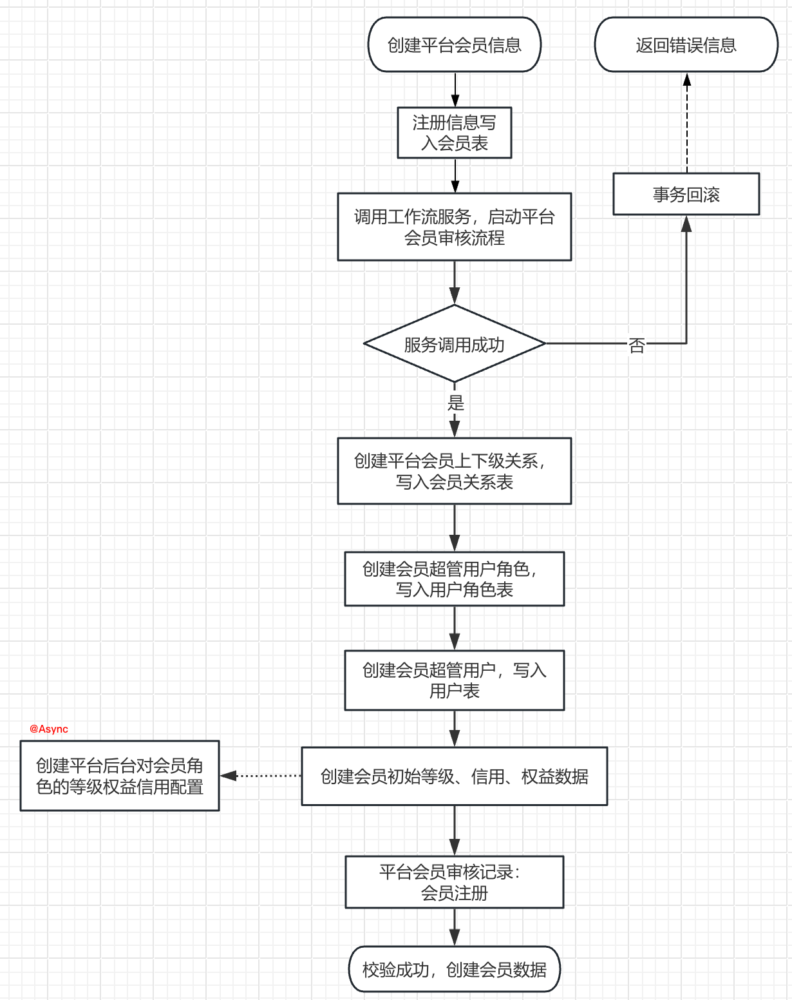 创建平台会员信息
返回错误信息
注册信息写
入会员表
事务回滚
调用工作流服务，启动平台
会员审核流程
服务调用成功
否
是
创建平台会员上下级关系，
写入会员关系表
创建会员超管用户角色，
写入用户角色表
创建会员超管用户，写入
用户表
@Async
创建平台后台对会员角
色的等级权益信用配置
创建会员初始等级、信用、权益数据
平台会员审核记录：
会员注册
校验成功，创建会员数据